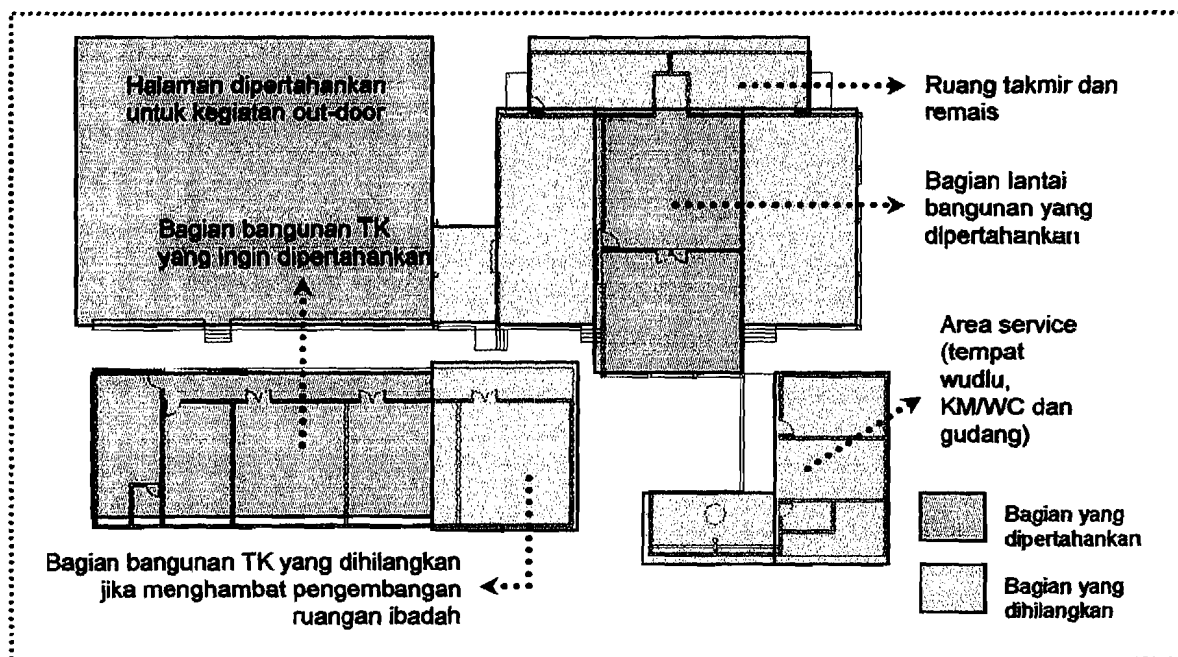 Halaman dipertahankan
untuk kegiatan out-door
Bagian bangunan TK
yang ingin dipertahankan
Ruang takmir dan
remais
Bagian lantai
bangunan yang
dipertahankan
Area service
(tempat
wudlu,
KM/WC dan
gudang)
Bagian bangunan TK yang dihilangkan
jika menghambat pengembangan
ruangan ibadah
Bagian yang
dipertahankan
Bagian yang
dihilangkan